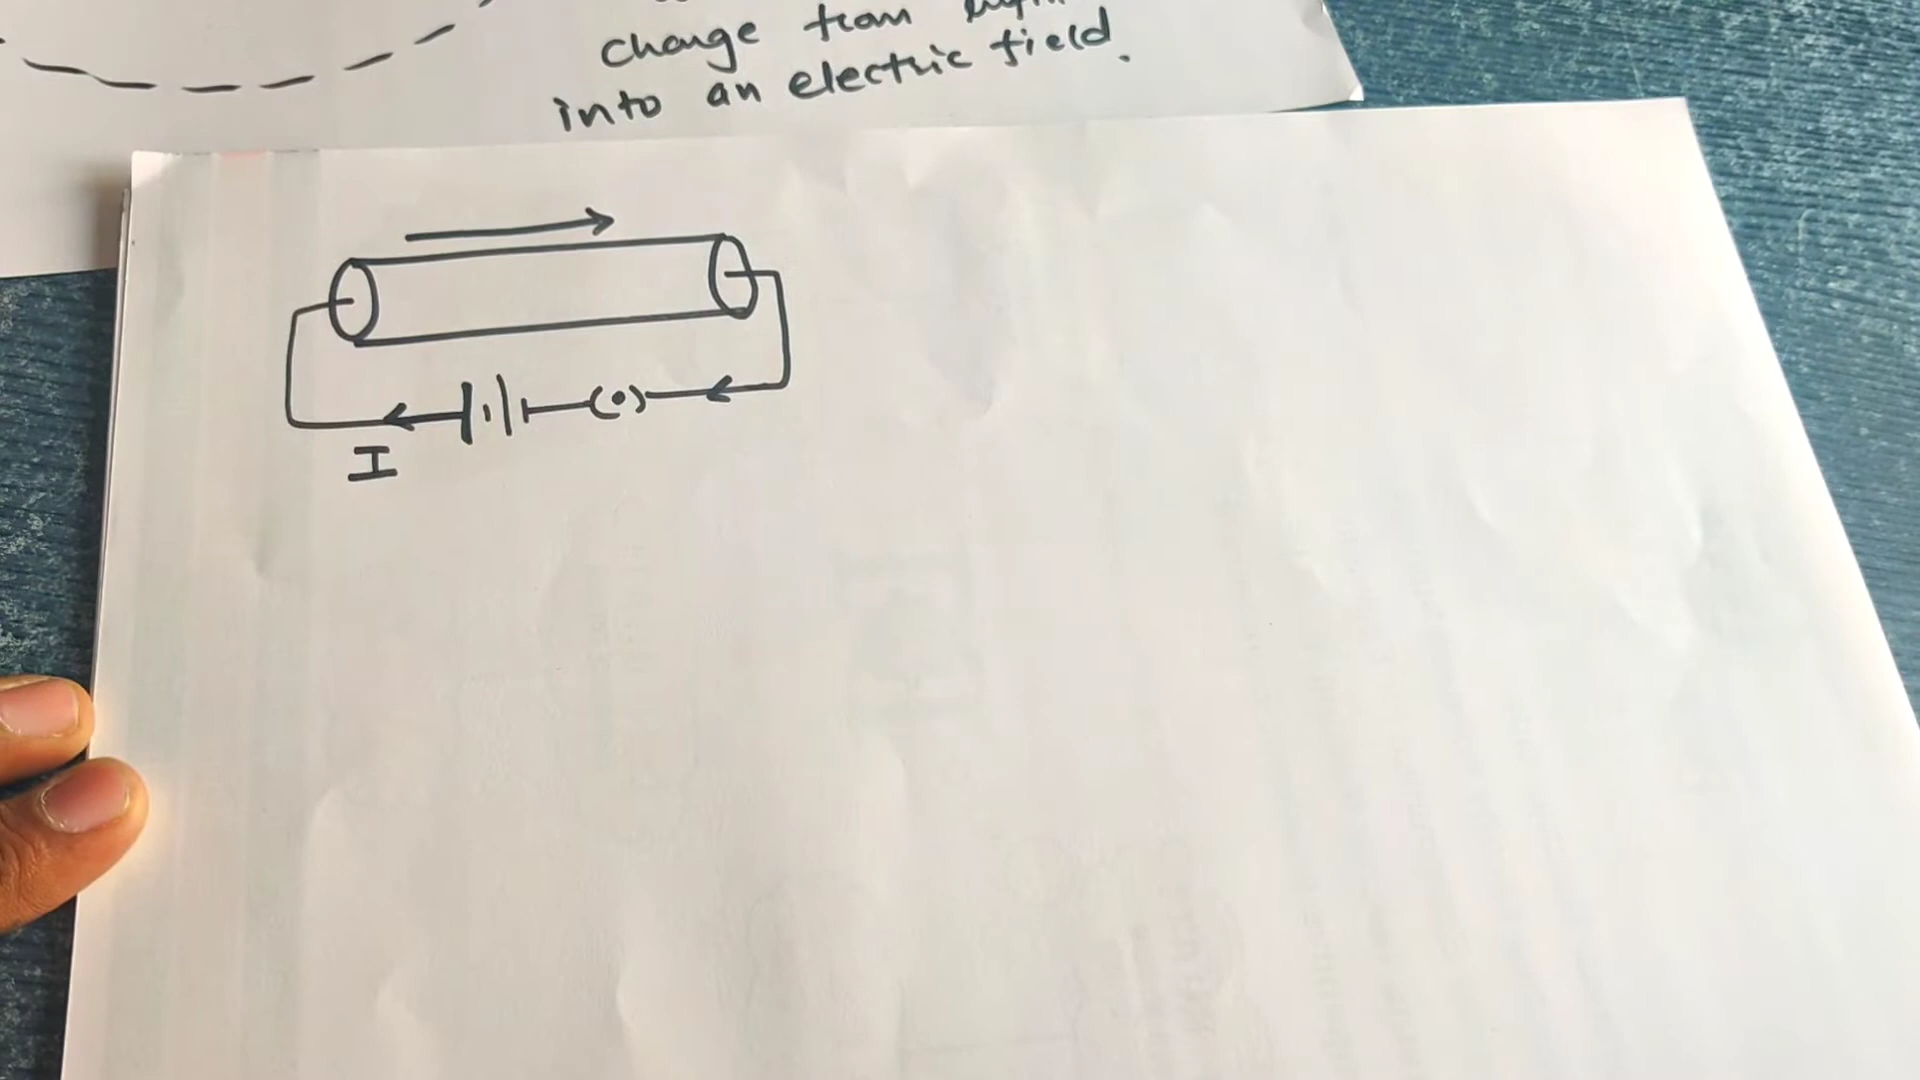 change from
into an electric field.
I